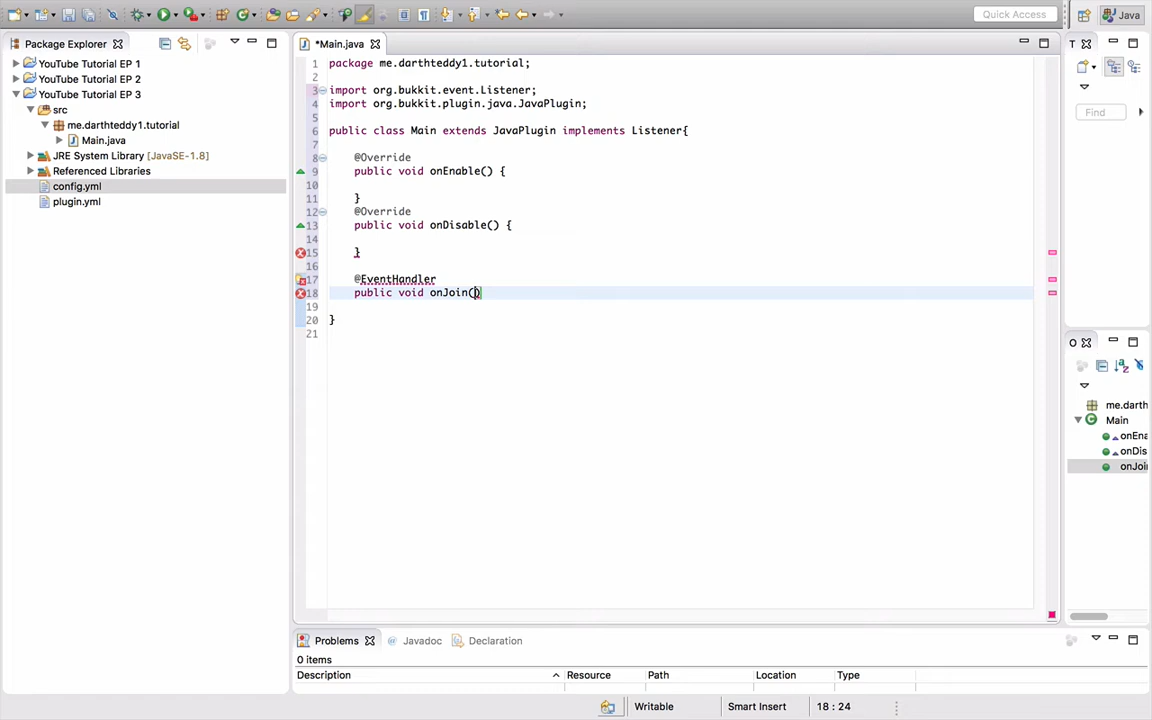 Quick Access
Java
Package Explorer
*Main.java
T
YouTube Tutorial EP 1
YouTube Tutorial EP 2
YouTube Tutorial EP 3
src
me.darthteddy1.tutorial
Main.java
JRE System Library [JavaSE-1.8]
Referenced Libraries
config.yml
plugin.yml
1 package me.darthteddy1.tutorial;
2
3 import org.bukkit.event.Listener;
4 import org.bukkit.plugin.java.JavaPlugin;
5
6 public class Main extends JavaPlugin implements Listener{
7
8 @Override
9 public void onEnable() {
10
11 }
12 @Override
13 public void onDisable() {
14
15 }
16
17 @EventHandler
18 public void onJoin()
19
20 }
21
Find
O
me.darth
Main
onEna
onDis
onJoi
Problems
@ Javadoc
Declaration
0 items
Description Resource Path Location Type
Writable Smart Insert 18 : 24